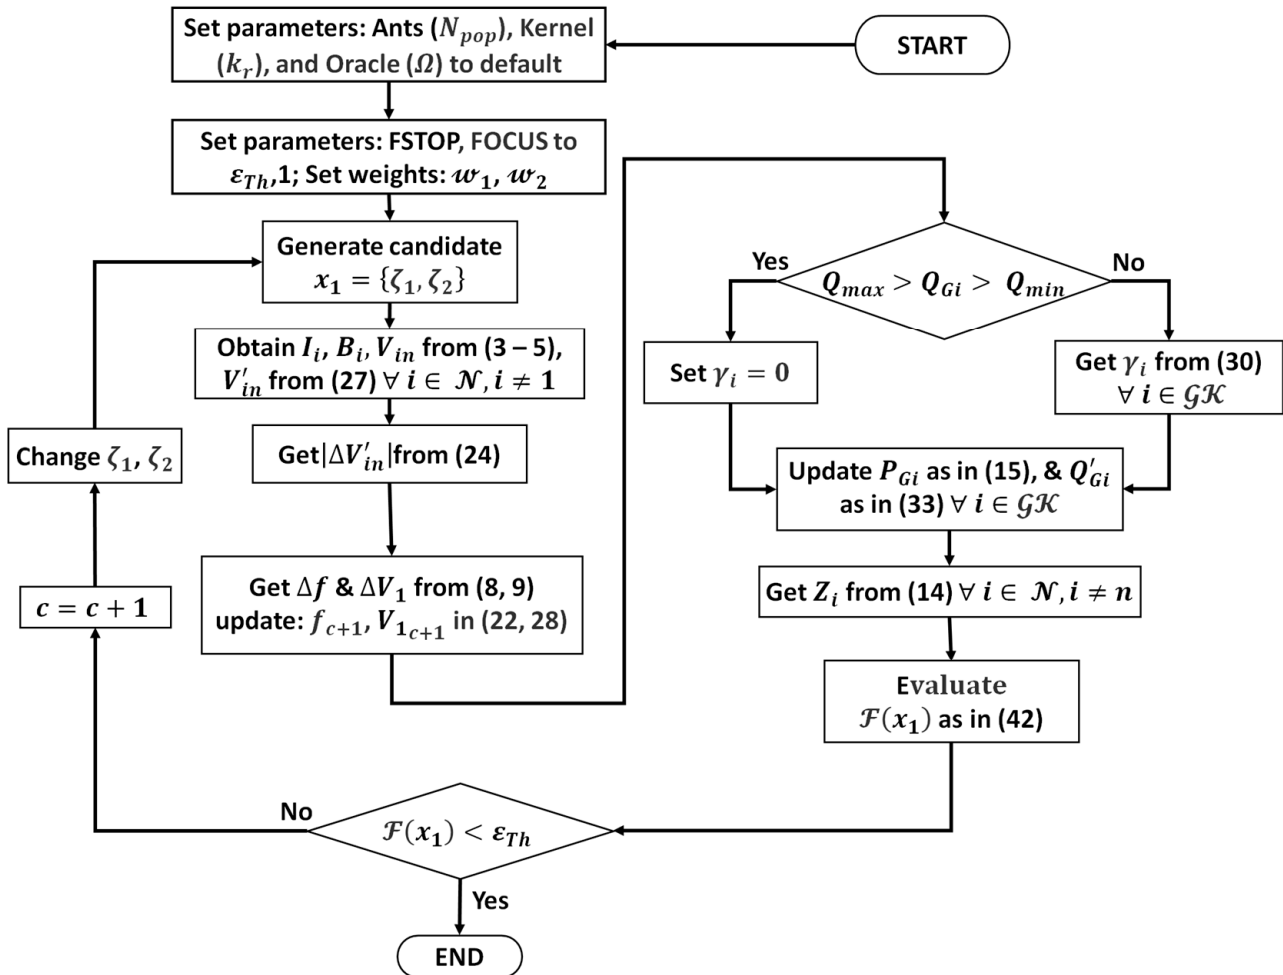 START
Set parameters: Ants (N_pop), Kernel
(k_r), and Oracle (Ω) to default
Set parameters: FSTOP, FOCUS to
ε_Th,1; Set weights: w_1, w_2
Generate candidate
x_1 = {ζ_1, ζ_2}
Obtain I_i, B_i, V_in from (3 – 5),
V′_in from (27) ∀ i ∈ 𝒩, i ≠ 1
Get|ΔV′_in|from (24)
Get Δf & ΔV_1 from (8, 9)
update: f_{c+1}, V_{1_{c+1}} in (22, 28)
Q_max > Q_Gi > Q_min
Yes
No
Set γ_i = 0
Get γ_i from (30)
∀ i ∈ 𝒢𝒦
Update P_Gi as in (15), & Q′_Gi
as in (33) ∀ i ∈ 𝒢𝒦
Get Z_i from (14) ∀ i ∈ 𝒩, i ≠ n
Evaluate
ℱ(x_1) as in (42)
ℱ(x_1) < ε_Th
No
Yes
c = c + 1
Change ζ_1, ζ_2
END